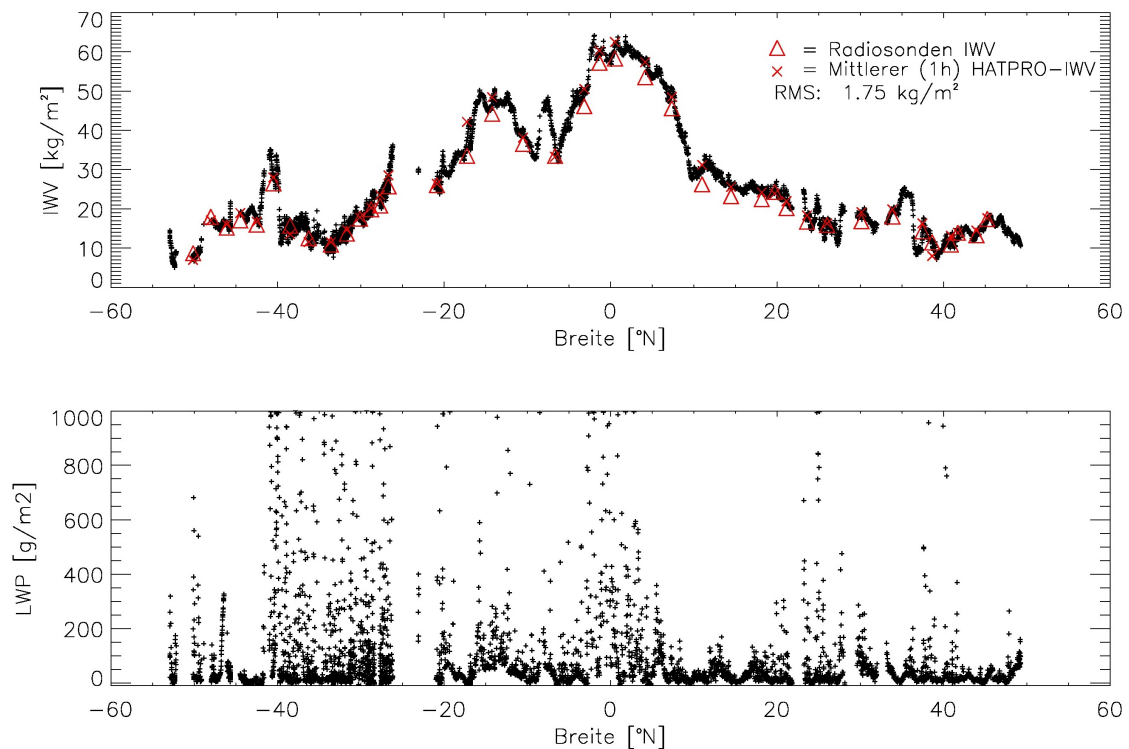 70
60
50
40
30
20
10
0
IWV [kg/m²]
△ = Radiosonden IWV
× = Mittlerer (1h) HATPRO-IWV
RMS: 1.75 kg/m²
-60 -40 -20 0 20 40 60
Breite [°N]
1000
800
600
400
200
0
LWP [g/m2]
-60 -40 -20 0 20 40 60
Breite [°N]